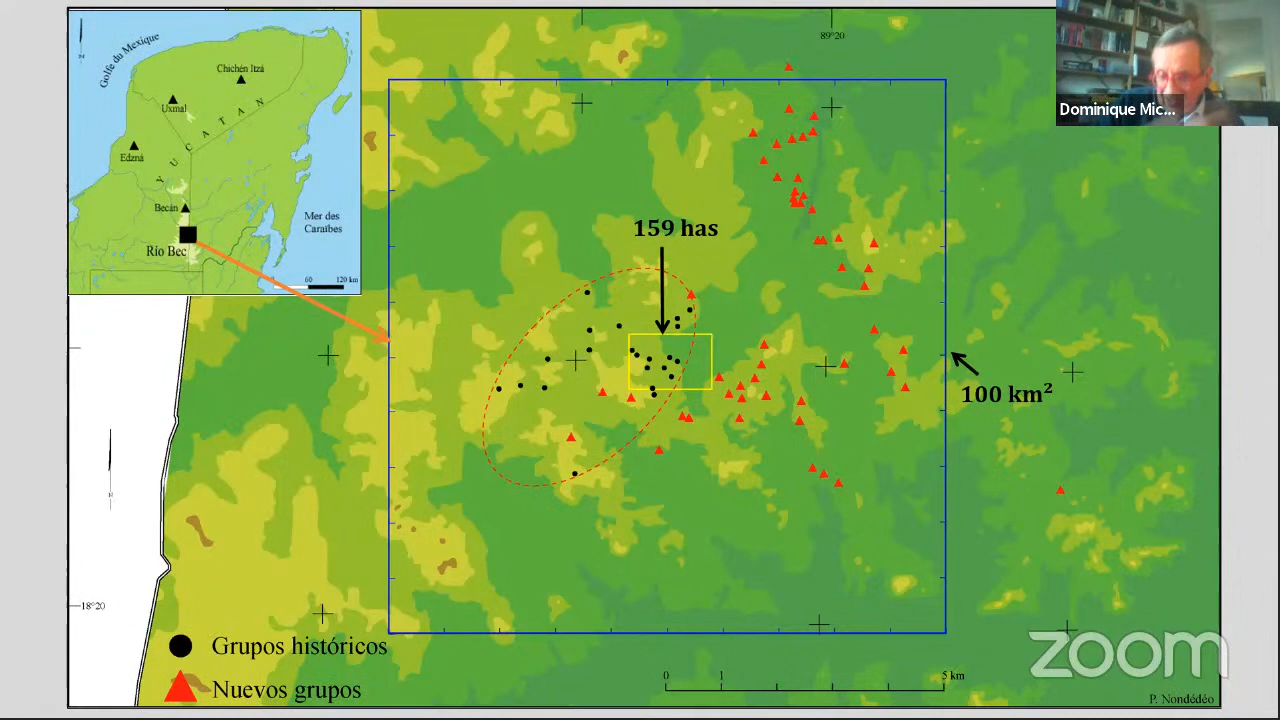 Golfe du Mexique
Chichén Itzá
Uxmal
YUCATAN
Edzná
Becán
Mer des
Caraïbes
Río Bec
60
120 km
89°20
Dominique Mic...
159 has
100 km²
18°20
Grupos históricos
Nuevos grupos
0
1
5 km
zoom
P. Nondédéo